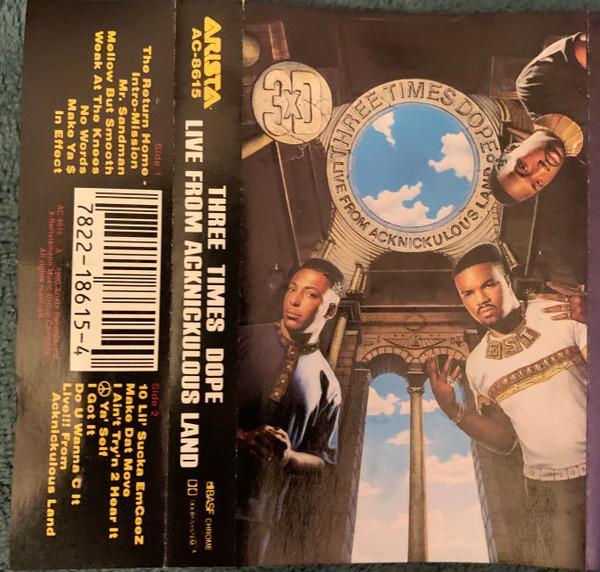 Side 1
The Return Home -
Intro-Mission
Mr. Sandman
Mellow But Smooth
Weak At The Knees
No Words
Make Ya $
In Effect
7822-18615-4
Side 2
10 Lil' Sucka EmCeeZ
Make Dat Move
I Ain't Try'n 2 Hear It
Ya' Self
I Got It
Do U Wanna C It
Live!!! From
Acknickulous Land
ARISTA
AC-8615
THREE TIMES DOPE
LIVE FROM ACKNICKULOUS LAND
BASF CHROME
3xD
THREE TIMES DOPE
LIVE FROM ACKNICKULOUS LAND
EST